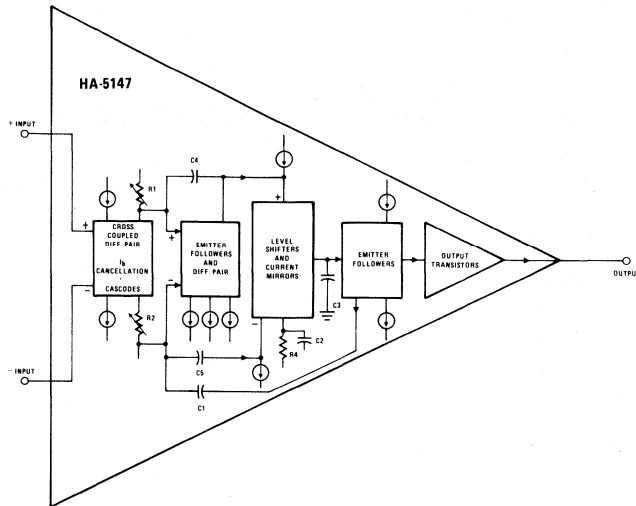 HA-5147
+ INPUT
C4
R1
+
CROSS
COUPLED
DIFF. PAIR
Ib
CANCELLATION
CASCODES
-
+
EMITTER
FOLLOWERS
AND
DIFF. PAIR
-
+
LEVEL
SHIFTERS
AND
CURRENT
MIRRORS
-
EMITTER
FOLLOWERS
OUTPUT
TRANSISTORS
OUTPU
C3
R2
C2
R4
C5
C1
- INPUT